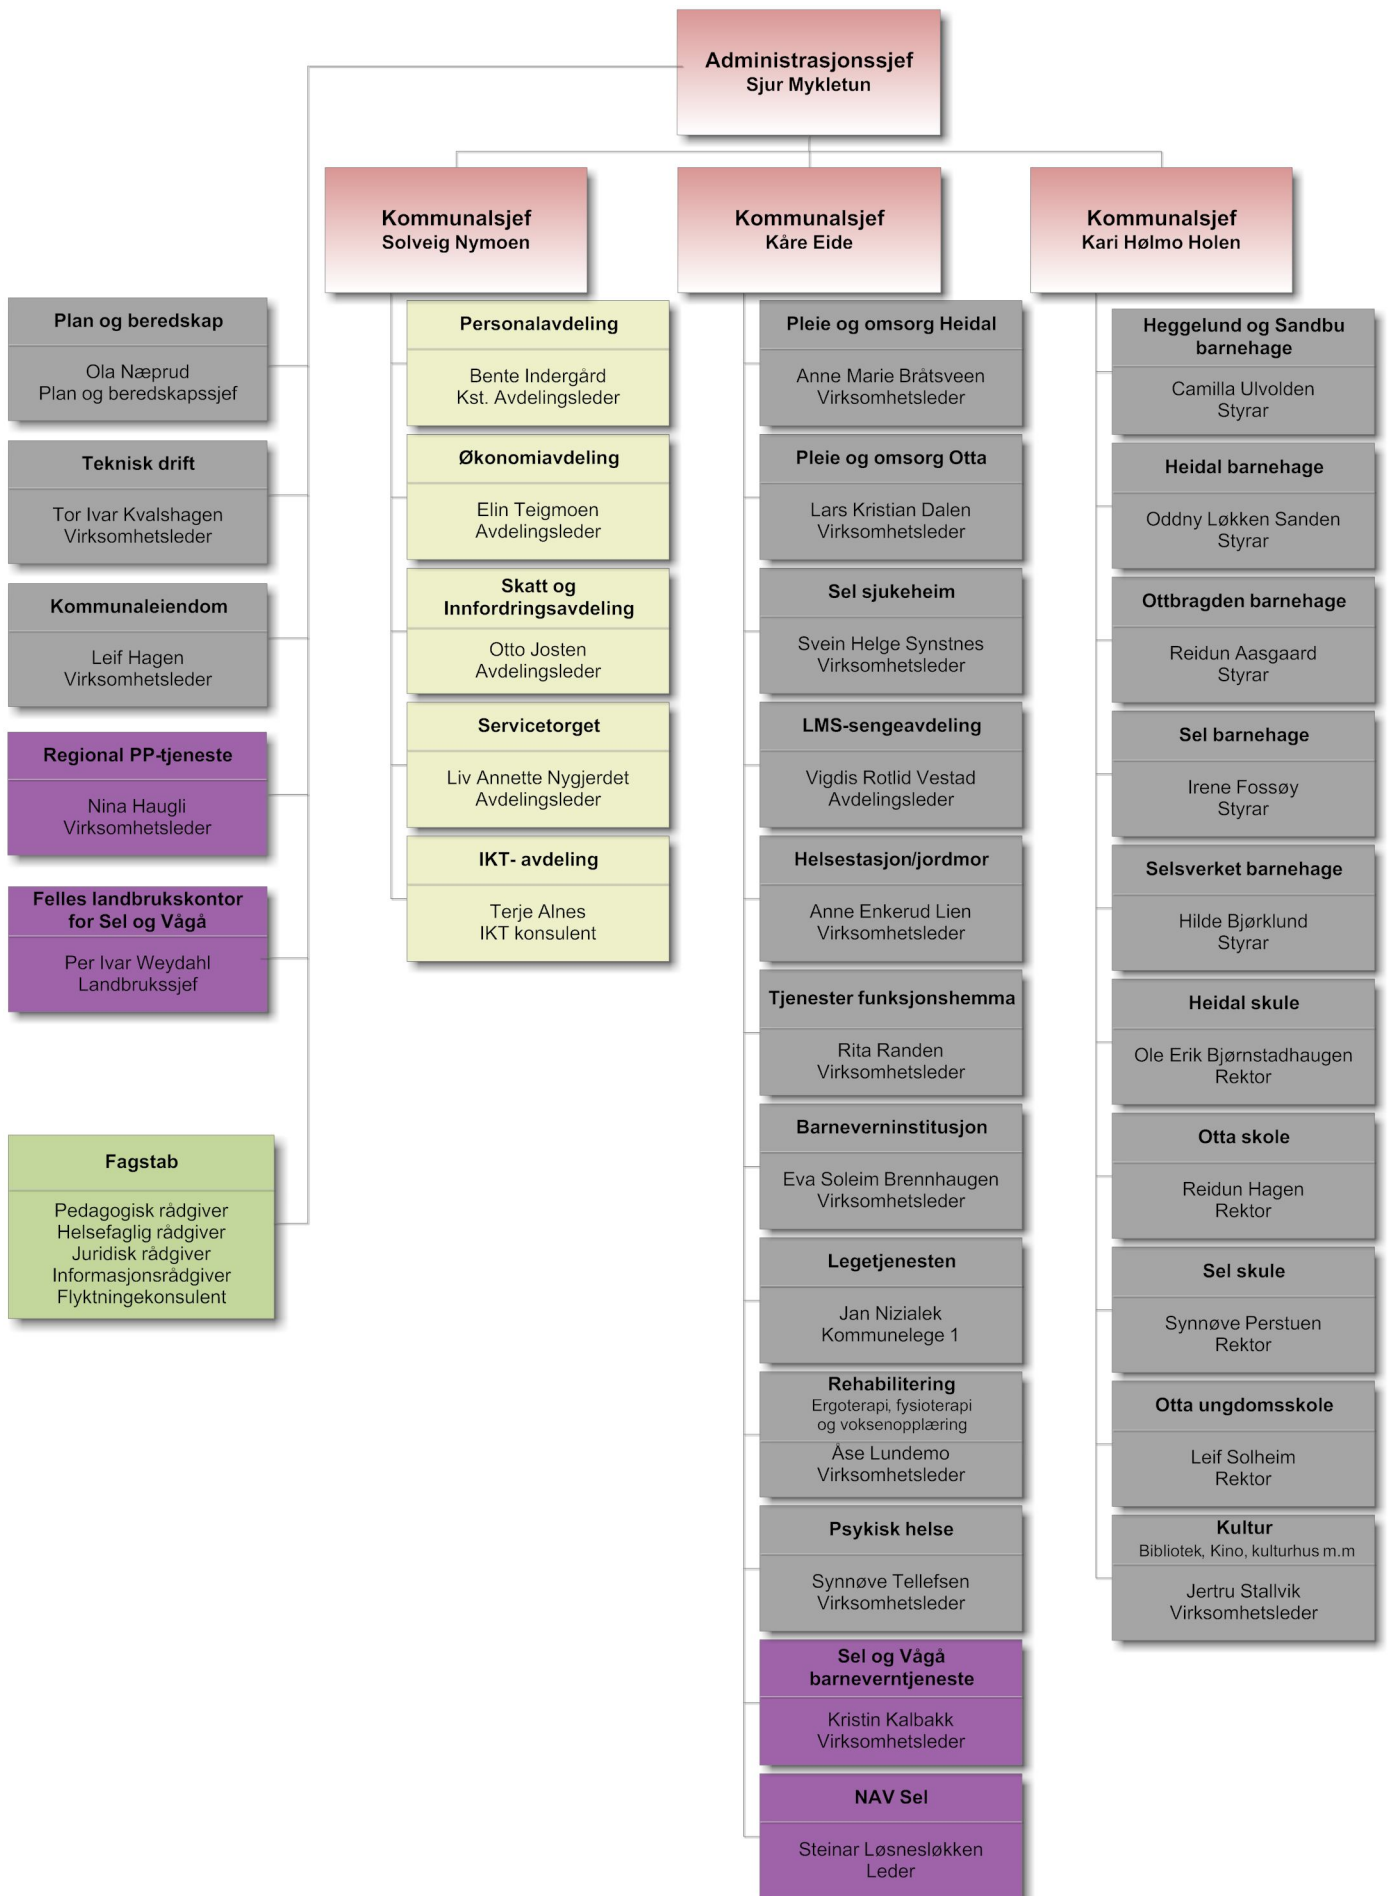 Administrasjonssjef
Sjur Mykletun
Kommunalsjef
Solveig Nymoen
Kommunalsjef
Kåre Eide
Kommunalsjef
Kari Hølmo Holen
Plan og beredskap
Ola Næprud
Plan og beredskapssjef
Teknisk drift
Tor Ivar Kvalshagen
Virksomhetsleder
Kommunaleiendom
Leif Hagen
Virksomhetsleder
Regional PP-tjeneste
Nina Haugli
Virksomhetsleder
Felles landbrukskontor
for Sel og Vågå
Per Ivar Weydahl
Landbrukssjef
Fagstab
Pedagogisk rådgiver
Helsefaglig rådgiver
Juridisk rådgiver
Informasjonsrådgiver
Flyktningekonsulent
Personalavdeling
Bente Indergård
Kst. Avdelingsleder
Økonomiavdeling
Elin Teigmoen
Avdelingsleder
Skatt og
Innfordringsavdeling
Otto Josten
Avdelingsleder
Servicetorget
Liv Annette Nygjerdet
Avdelingsleder
IKT- avdeling
Terje Alnes
IKT konsulent
Pleie og omsorg Heidal
Anne Marie Bråtsveen
Virksomhetsleder
Pleie og omsorg Otta
Lars Kristian Dalen
Virksomhetsleder
Sel sjukeheim
Svein Helge Synstnes
Virksomhetsleder
LMS-sengeavdeling
Vigdis Rotlid Vestad
Avdelingsleder
Helsestasjon/jordmor
Anne Enkerud Lien
Virksomhetsleder
Tjenester funksjonshemma
Rita Randen
Virksomhetsleder
Barneverninstitusjon
Eva Soleim Brennhaugen
Virksomhetsleder
Legetjenesten
Jan Nizialek
Kommunelege 1
Rehabilitering
Ergoterapi, fysioterapi
og voksenopplæring
Åse Lundemo
Virksomhetsleder
Psykisk helse
Synnøve Tellefsen
Virksomhetsleder
Sel og Vågå
barneverntjeneste
Kristin Kalbakk
Virksomhetsleder
NAV Sel
Steinar Løsnesløkken
Leder
Heggelund og Sandbu
barnehage
Camilla Ulvolden
Styrar
Heidal barnehage
Oddny Løkken Sanden
Styrar
Ottbragden barnehage
Reidun Aasgaard
Styrar
Sel barnehage
Irene Fossøy
Styrar
Selsverket barnehage
Hilde Bjørklund
Styrar
Heidal skule
Ole Erik Bjørnstadhaugen
Rektor
Otta skole
Reidun Hagen
Rektor
Sel skule
Synnøve Perstuen
Rektor
Otta ungdomsskole
Leif Solheim
Rektor
Kultur
Bibliotek, Kino, kulturhus m.m
Jertru Stallvik
Virksomhetsleder